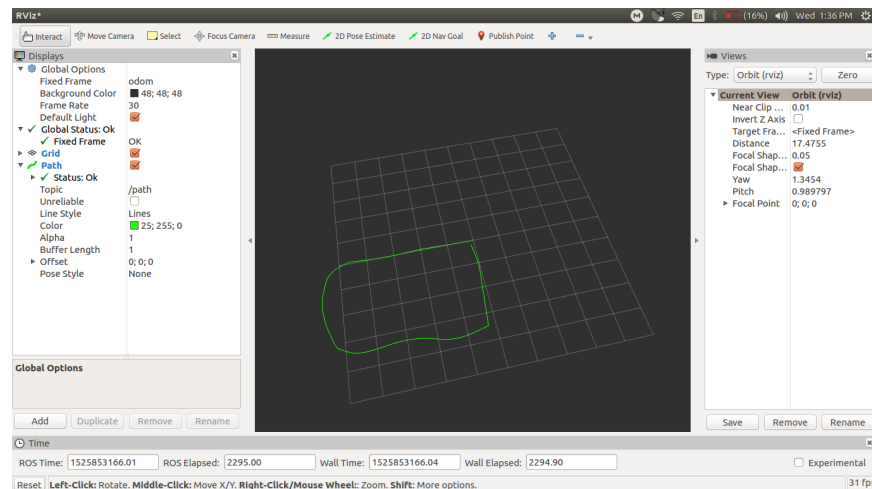 RViz*
M En (16%) Wed 1:36 PM
Interact Move Camera Select Focus Camera Measure 2D Pose Estimate 2D Nav Goal Publish Point
Displays
Global Options
Fixed Frame odom
Background Color 48; 48; 48
Frame Rate 30
Default Light
Global Status: Ok
Fixed Frame OK
Grid
Path
Status: Ok
Topic /path
Unreliable
Line Style Lines
Color 25; 255; 0
Alpha 1
Buffer Length 1
Offset 0; 0; 0
Pose Style None
Global Options
Add Duplicate Remove Rename
Views
Type: Orbit (rviz) Zero
Current View Orbit (rviz)
Near Clip ... 0.01
Invert Z Axis
Target Fra... <Fixed Frame>
Distance 17.4755
Focal Shap... 0.05
Focal Shap...
Yaw 1.3454
Pitch 0.989797
Focal Point 0; 0; 0
Save Remove Rename
Time
ROS Time: 1525853166.01 ROS Elapsed: 2295.00 Wall Time: 1525853166.04 Wall Elapsed: 2294.90 Experimental
Reset Left-Click: Rotate. Middle-Click: Move X/Y. Right-Click/Mouse Wheel:: Zoom. Shift: More options. 31 fps